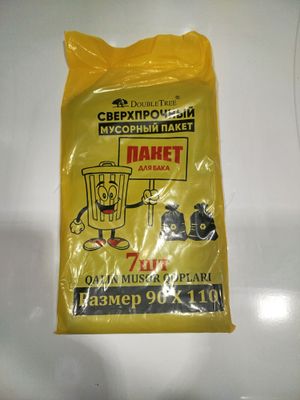 DOUBLETREE®
СВЕРХПРОЧНЫЙ
МУСОРНЫЙ ПАКЕТ
ПАКЕТ
ДЛЯ БАКА
7шт
QALIN MUSOR QOPLARI
Размер 90 X 110